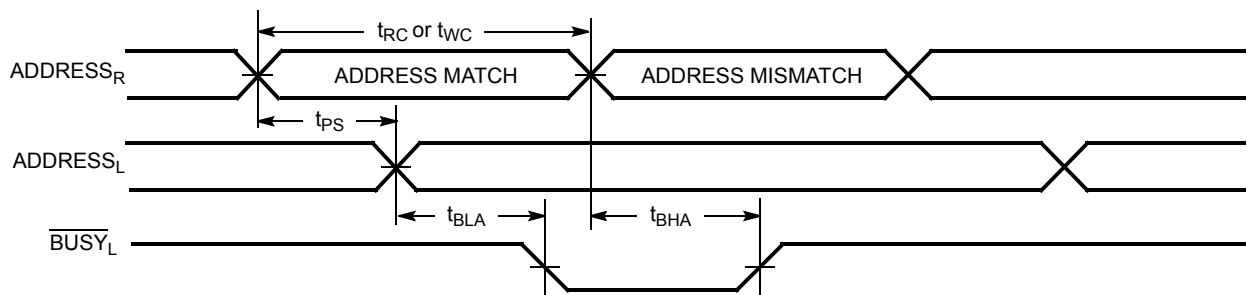 tRC or tWC
ADDRESSR
ADDRESS MATCH
ADDRESS MISMATCH
tPS
ADDRESSL
tBLA
tBHA
BUSYL